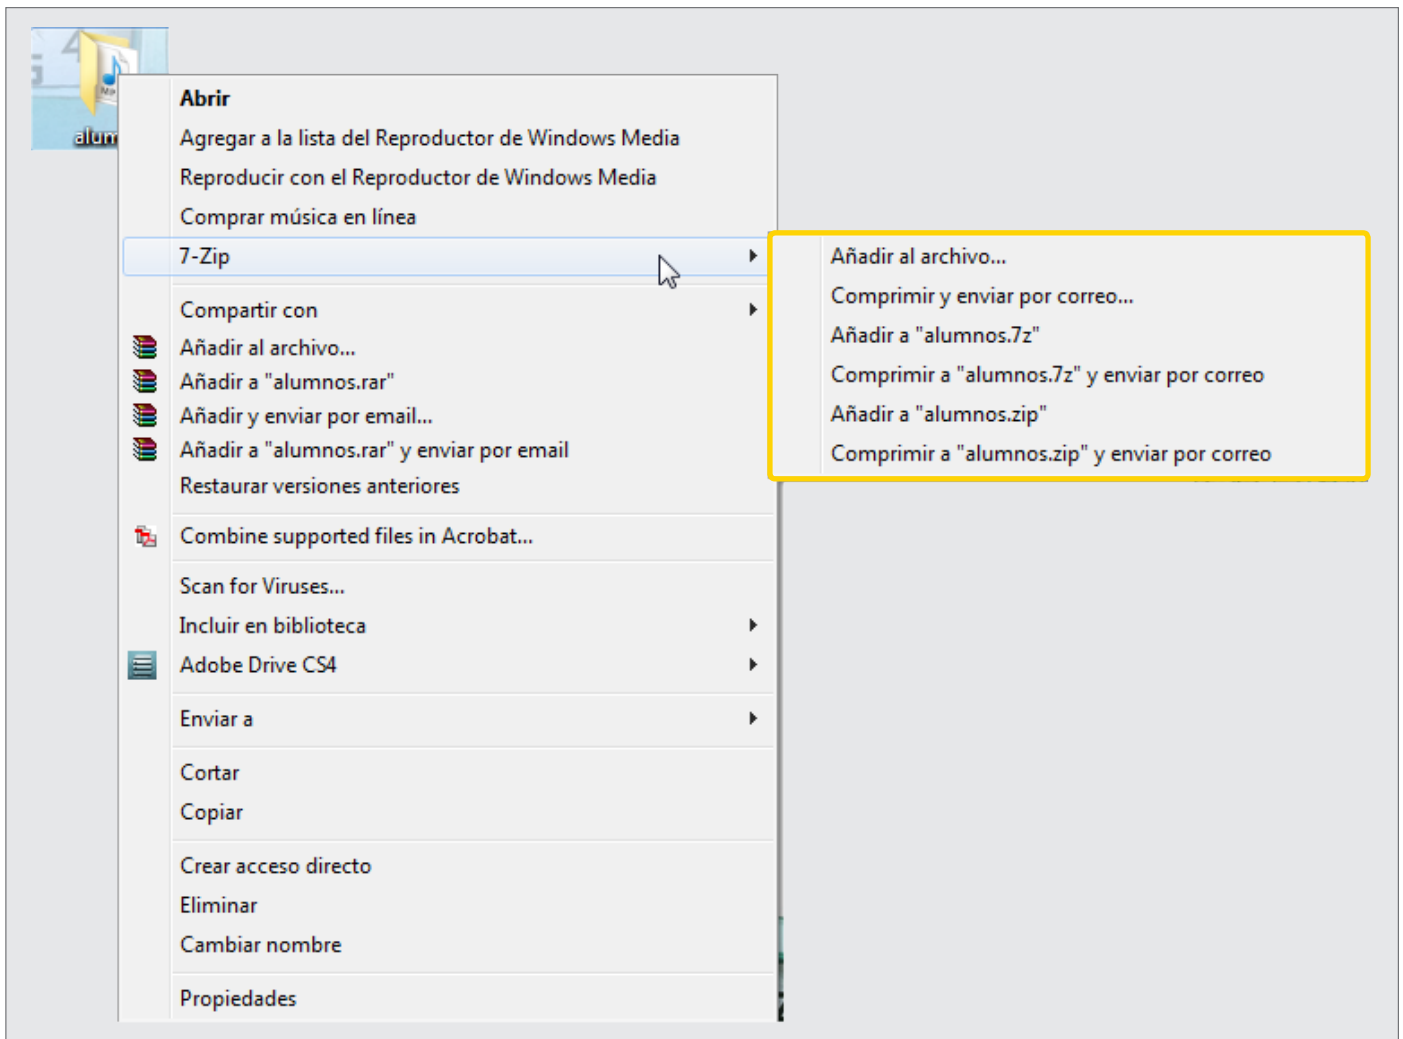 Abrir
Agregar a la lista del Reproductor de Windows Media
Reproducir con el Reproductor de Windows Media
Comprar música en línea
7-Zip
Compartir con
Añadir al archivo...
Añadir a "alumnos.rar"
Añadir y enviar por email...
Añadir a "alumnos.rar" y enviar por email
Restaurar versiones anteriores
Combine supported files in Acrobat...
Scan for Viruses...
Incluir en biblioteca
Adobe Drive CS4
Enviar a
Cortar
Copiar
Crear acceso directo
Eliminar
Cambiar nombre
Propiedades
Añadir al archivo...
Comprimir y enviar por correo...
Añadir a "alumnos.7z"
Comprimir a "alumnos.7z" y enviar por correo
Añadir a "alumnos.zip"
Comprimir a "alumnos.zip" y enviar por correo